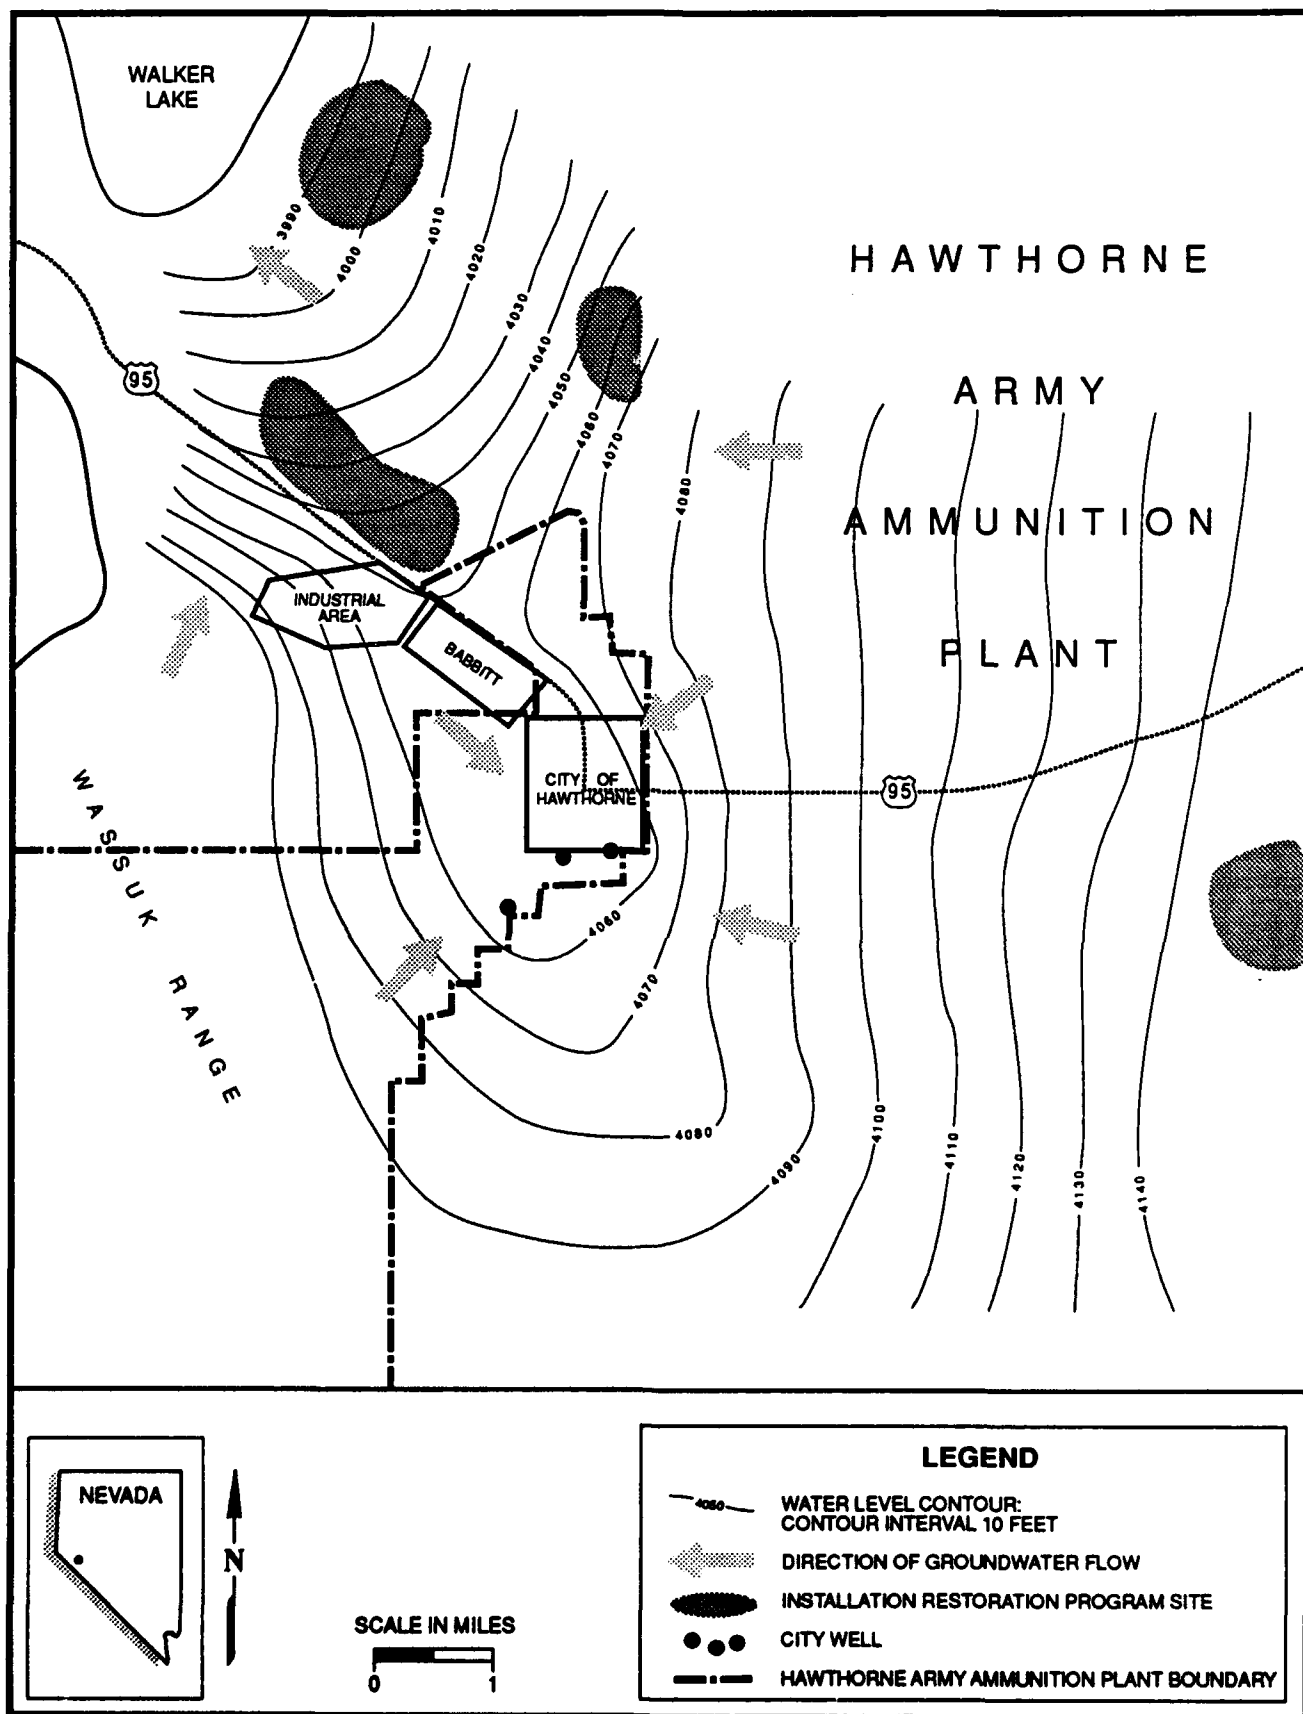 WALKER
LAKE
3990
4000
4010
4020
4030
4040
4050
4060
4070
4080
HAWTHORNE
ARMY
AMMUNITION
PLANT
95
INDUSTRIAL
AREA
BABBITT
CITY OF
HAWTHORNE
95
WASSUK RANGE
4060
4070
4080
4090
4100
4110
4120
4130
4140
NEVADA
N
SCALE IN MILES
0 1
LEGEND
4050
WATER LEVEL CONTOUR:
CONTOUR INTERVAL 10 FEET
DIRECTION OF GROUNDWATER FLOW
INSTALLATION RESTORATION PROGRAM SITE
CITY WELL
HAWTHORNE ARMY AMMUNITION PLANT BOUNDARY